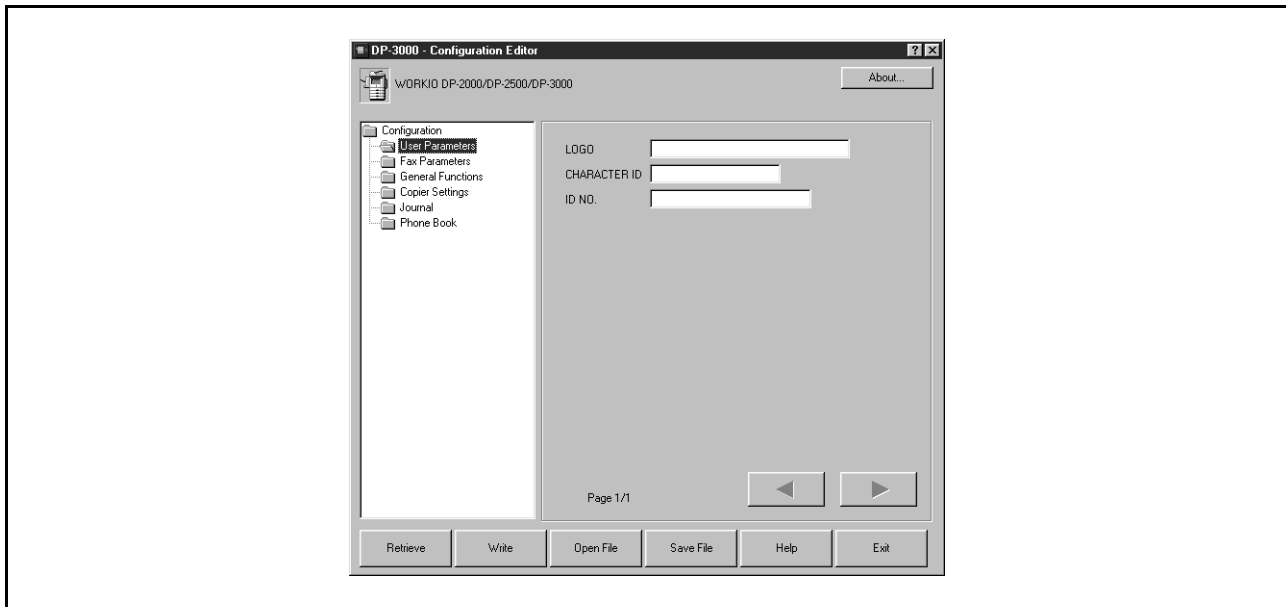 DP-3000 - Configuration Editor
WORKIO DP-2000/DP-2500/DP-3000
About...
Configuration
User Parameters
Fax Parameters
General Functions
Copier Settings
Journal
Phone Book
LOGO
CHARACTER ID
ID NO.
Page 1/1
Retrieve
Write
Open File
Save File
Help
Exit